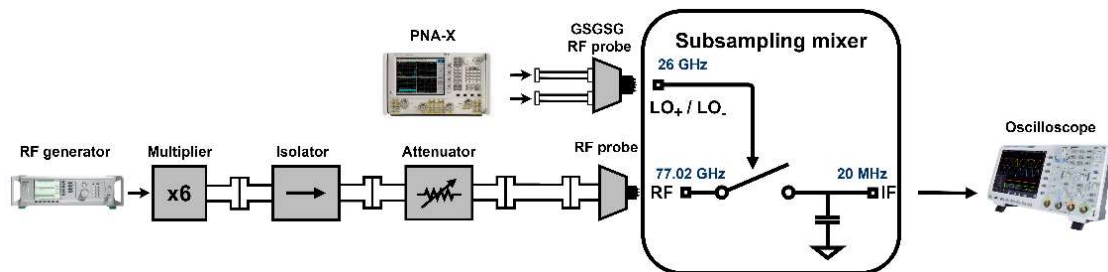 PNA-X
GSGSG
RF probe
Subsampling mixer
26 GHz
LO+ / LO-
RF generator
Multiplier
Isolator
Attenuator
RF probe
77.02 GHz
20 MHz
Oscilloscope
x6
RF
IF